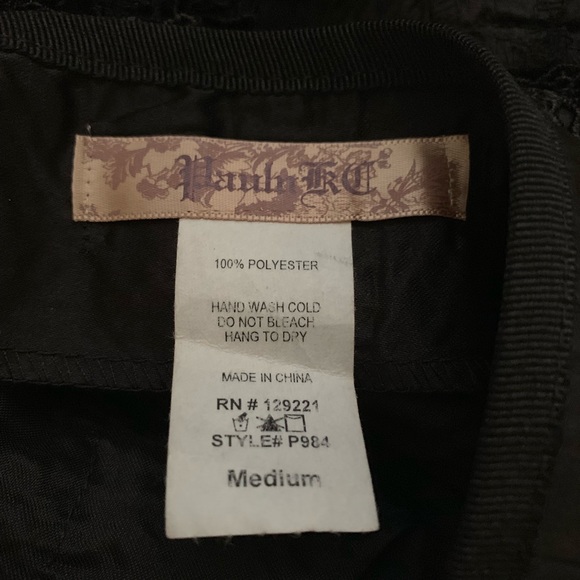 100% POLYESTER
HAND WASH COLD
DO NOT BLEACH
HANG TO DRY
MADE IN CHINA
RN # 129221
STYLE# P984
Medium